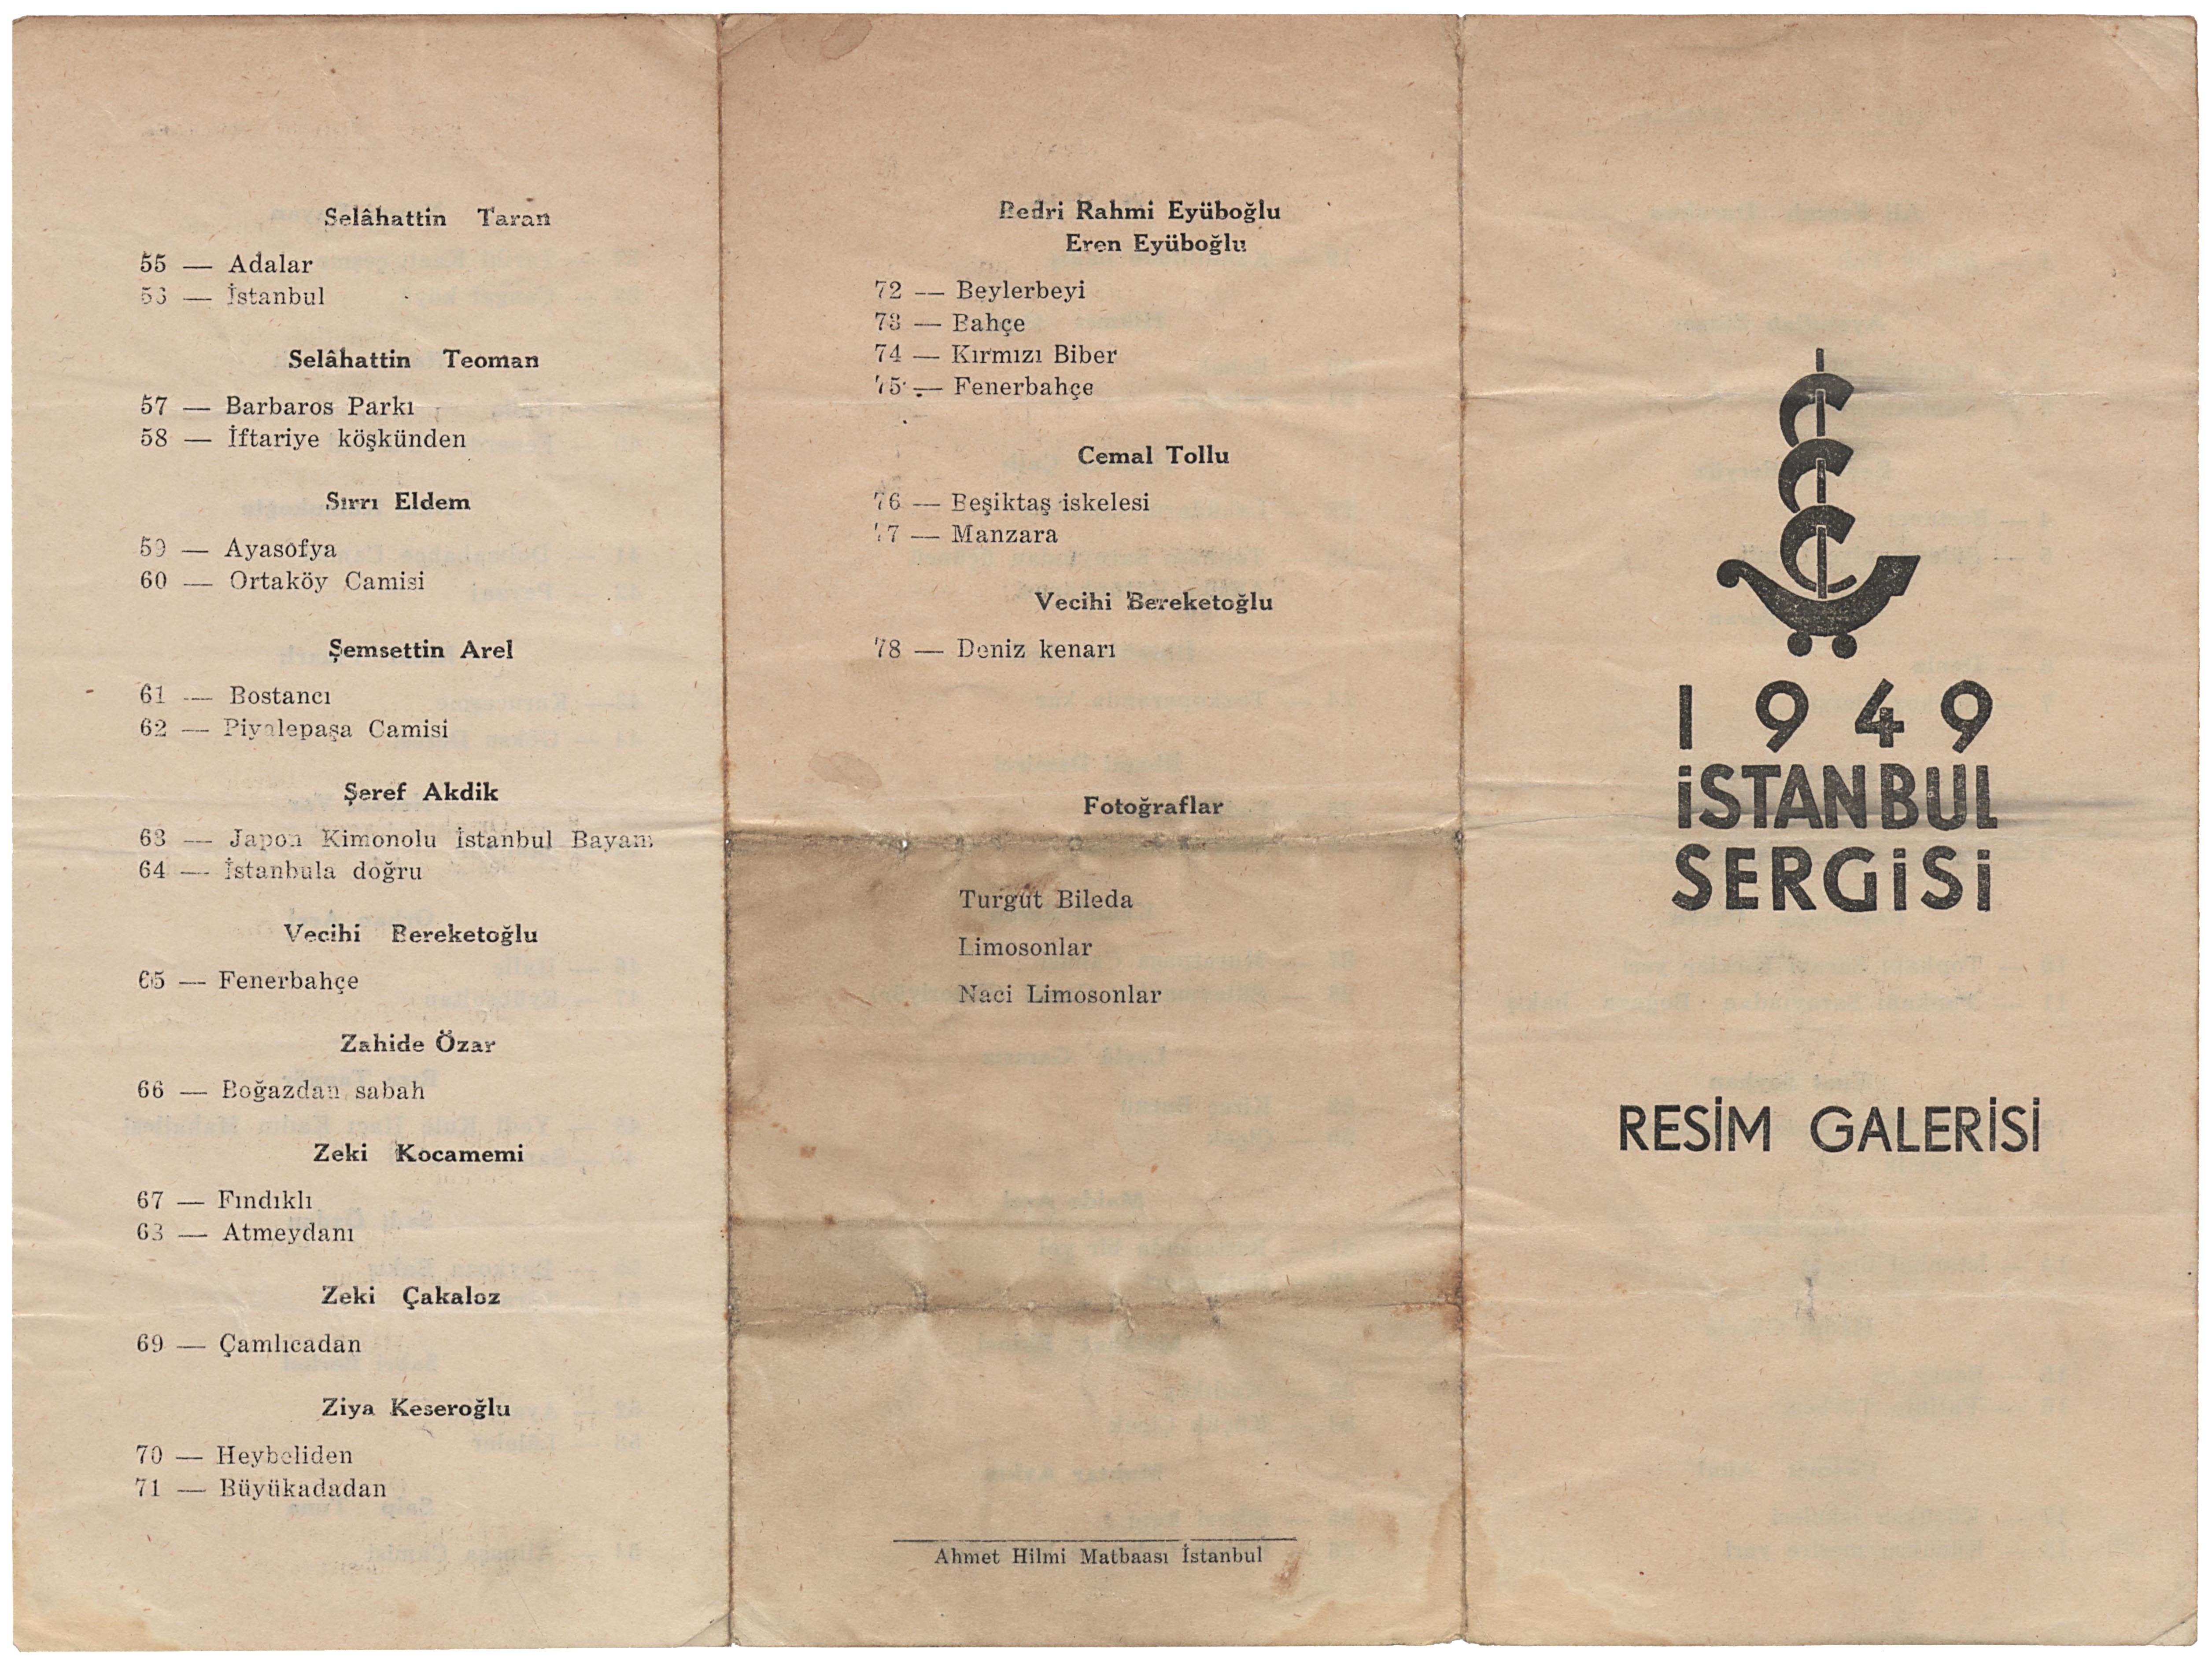 Selâhattin Taran
55 — Adalar
56 — İstanbul
Selâhattin Teoman
57 — Barbaros Parkı
58 — İftariye köşkünden
Sırrı Eldem
59 — Ayasofya
60 — Ortaköy Camisi
Şemsettin Arel
61 — Bostancı
62 — Piyalepaşa Camisi
Şeref Akdik
63 — Japon Kimonolu İstanbul Bayanı
64 — İstanbula doğru
Vecihi Bereketoğlu
65 — Fenerbahçe
Zahide Özar
66 — Boğazdan sabah
Zeki Kocamemi
67 — Fındıklı
68 — Atmeydanı
Zeki Çakaloz
69 — Çamlıcadan
Ziya Keseroğlu
70 — Heybeliden
71 — Büyükadadan
Bedri Rahmi Eyüboğlu
Eren Eyüboğlu
72 — Beylerbeyi
73 — Bahçe
74 — Kırmızı Biber
75 — Fenerbahçe
Cemal Tollu
76 — Beşiktaş iskelesi
77 — Manzara
Vecihi Bereketoğlu
78 — Deniz kenarı
Fotoğraflar
Turgut Bileda
Limosonlar
Naci Limosonlar
Ahmet Hilmi Matbaası İstanbul
1949
İSTANBUL
SERGİSİ
RESİM GALERİSİ